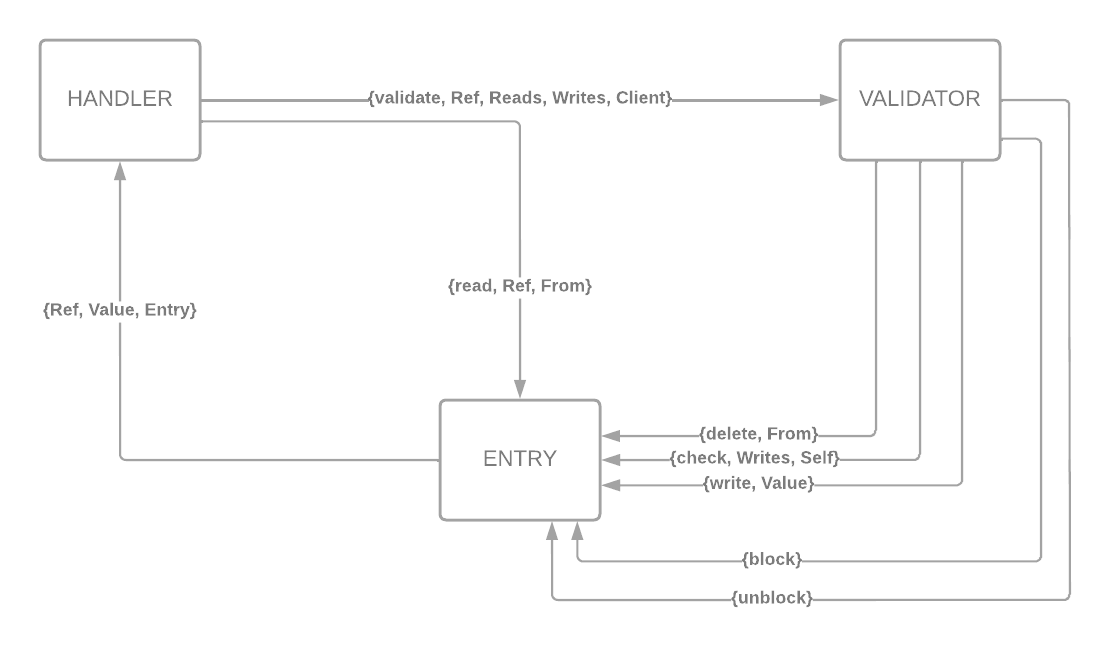 HANDLER
{validate, Ref, Reads, Writes, Client}
VALIDATOR
{read, Ref, From}
{Ref, Value, Entry}
{delete, From}
ENTRY
{check, Writes, Self}
{write, Value}
{block}
{unblock}